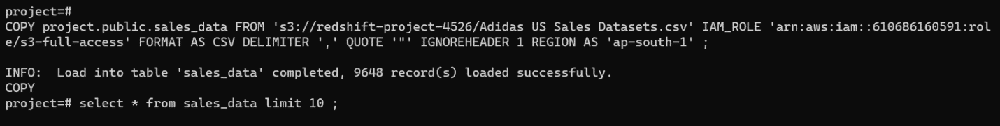 project=#
COPY project.public.sales_data FROM 's3://redshift-project-4526/Adidas US Sales Datasets.csv' IAM_ROLE 'arn:aws:iam::610686160591:rol
e/s3-full-access' FORMAT AS CSV DELIMITER ',' QUOTE '"' IGNOREHEADER 1 REGION AS 'ap-south-1' ;
INFO:  Load into table 'sales_data' completed, 9648 record(s) loaded successfully.
COPY
project=# select * from sales_data limit 10 ;